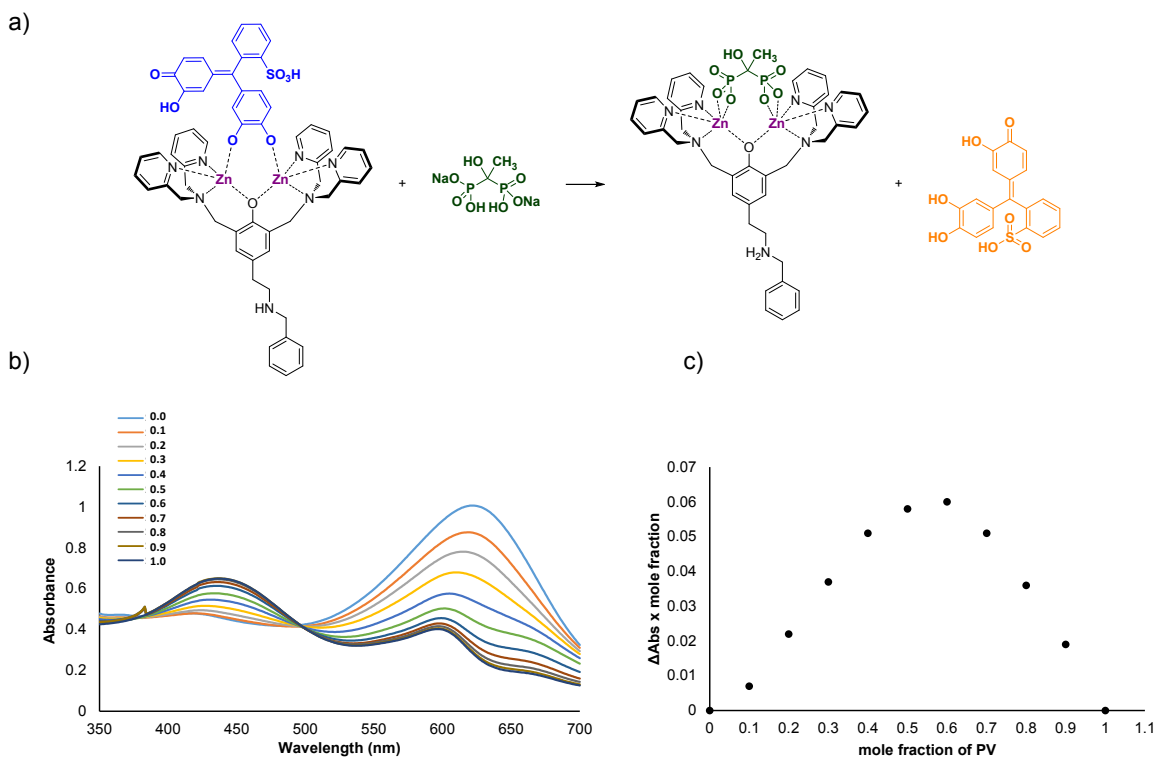 a)
O
HO
SO₃H
O
O
N
N
Zn
Zn
N
N
N
O
N
HN
+
HO CH₃
NaO
P
P
O
ONa
O
OH
HO
O
HO CH₃
O
P
P
O
O
O
O
O
N
N
Zn
Zn
N
N
N
O
N
H₂N
+
O
HO
HO
HO
O
S
HO
O
b)
0.0
0.1
0.2
0.3
0.4
0.5
0.6
0.7
0.8
0.9
1.0
1.2
1
0.8
0.6
0.4
0.2
0
Absorbance
350 400 450 500 550 600 650 700
Wavelength (nm)
c)
0.07
0.06
0.05
0.04
0.03
0.02
0.01
0
ΔAbs x mole fraction
0 0.1 0.2 0.3 0.4 0.5 0.6 0.7 0.8 0.9 1 1.1
mole fraction of PV